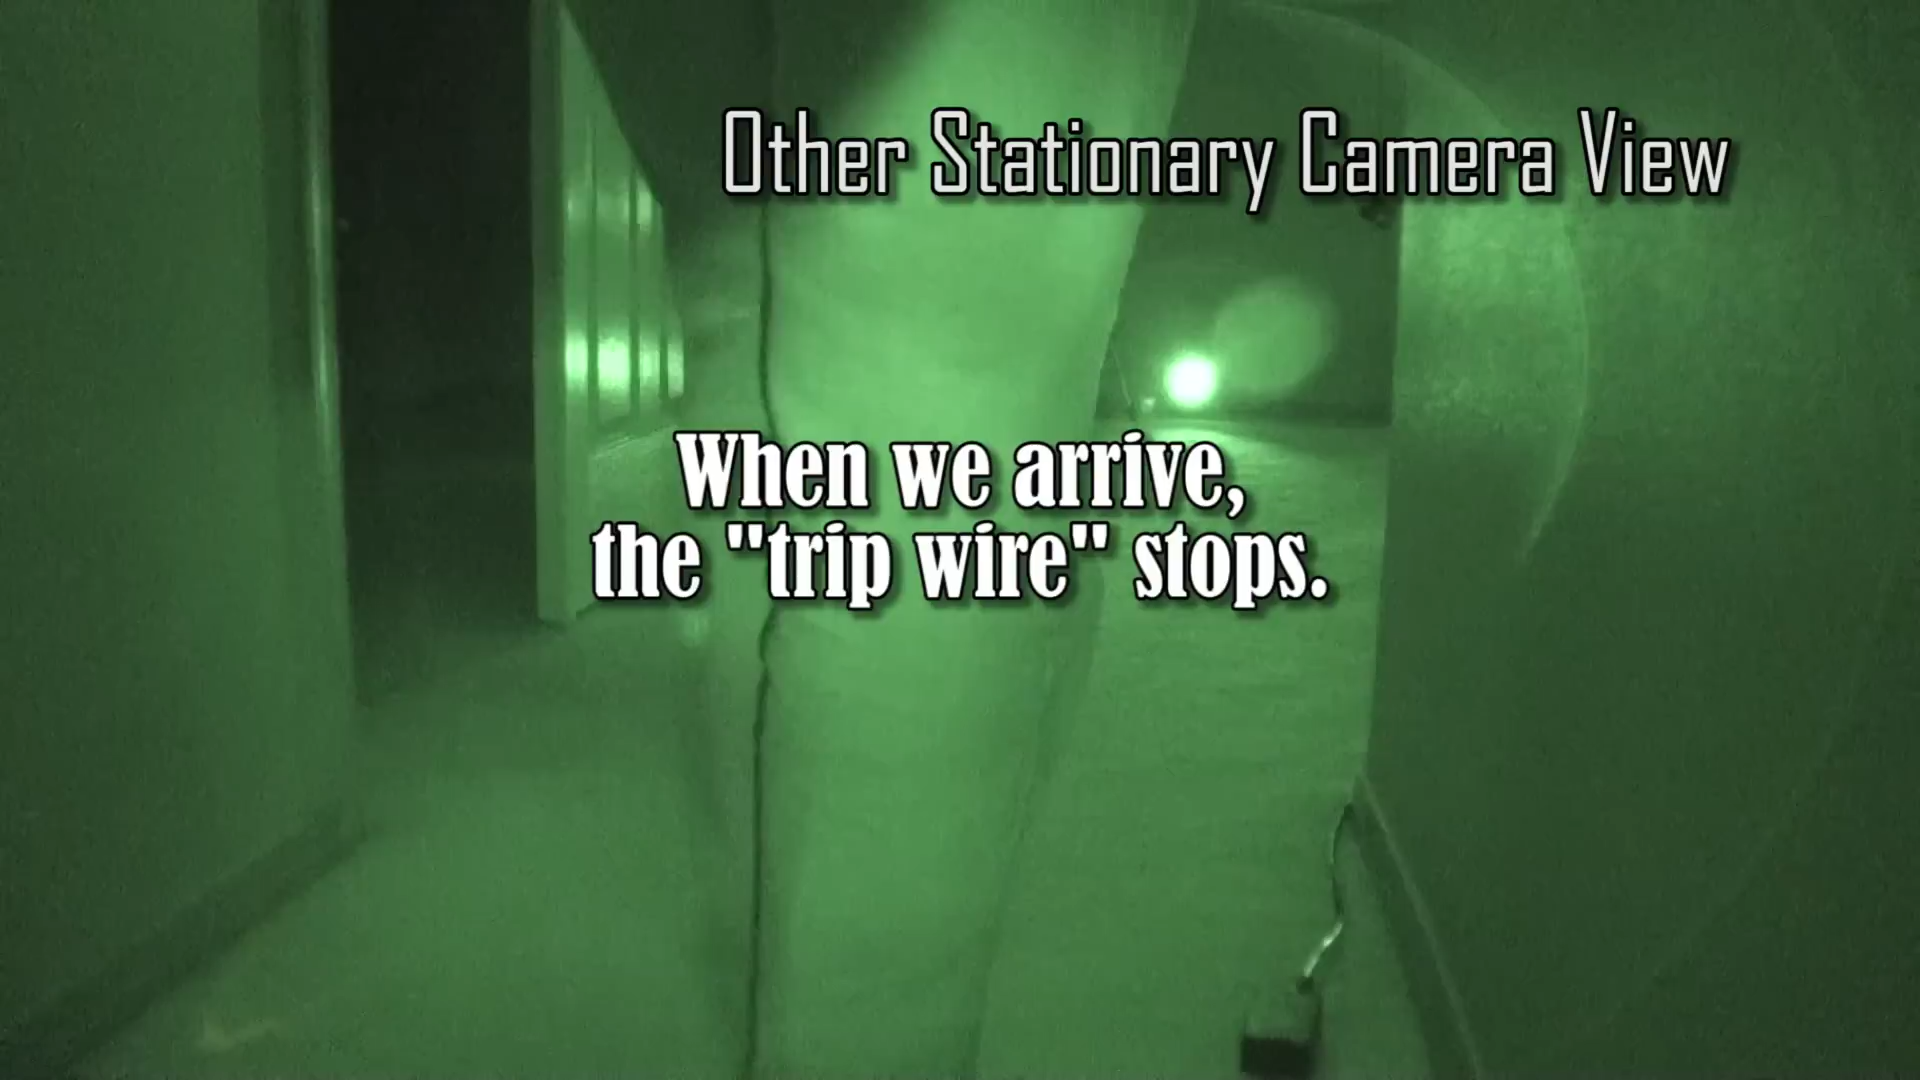 Other Stationary Camera View
When we arrive,
the "trip wire" stops.